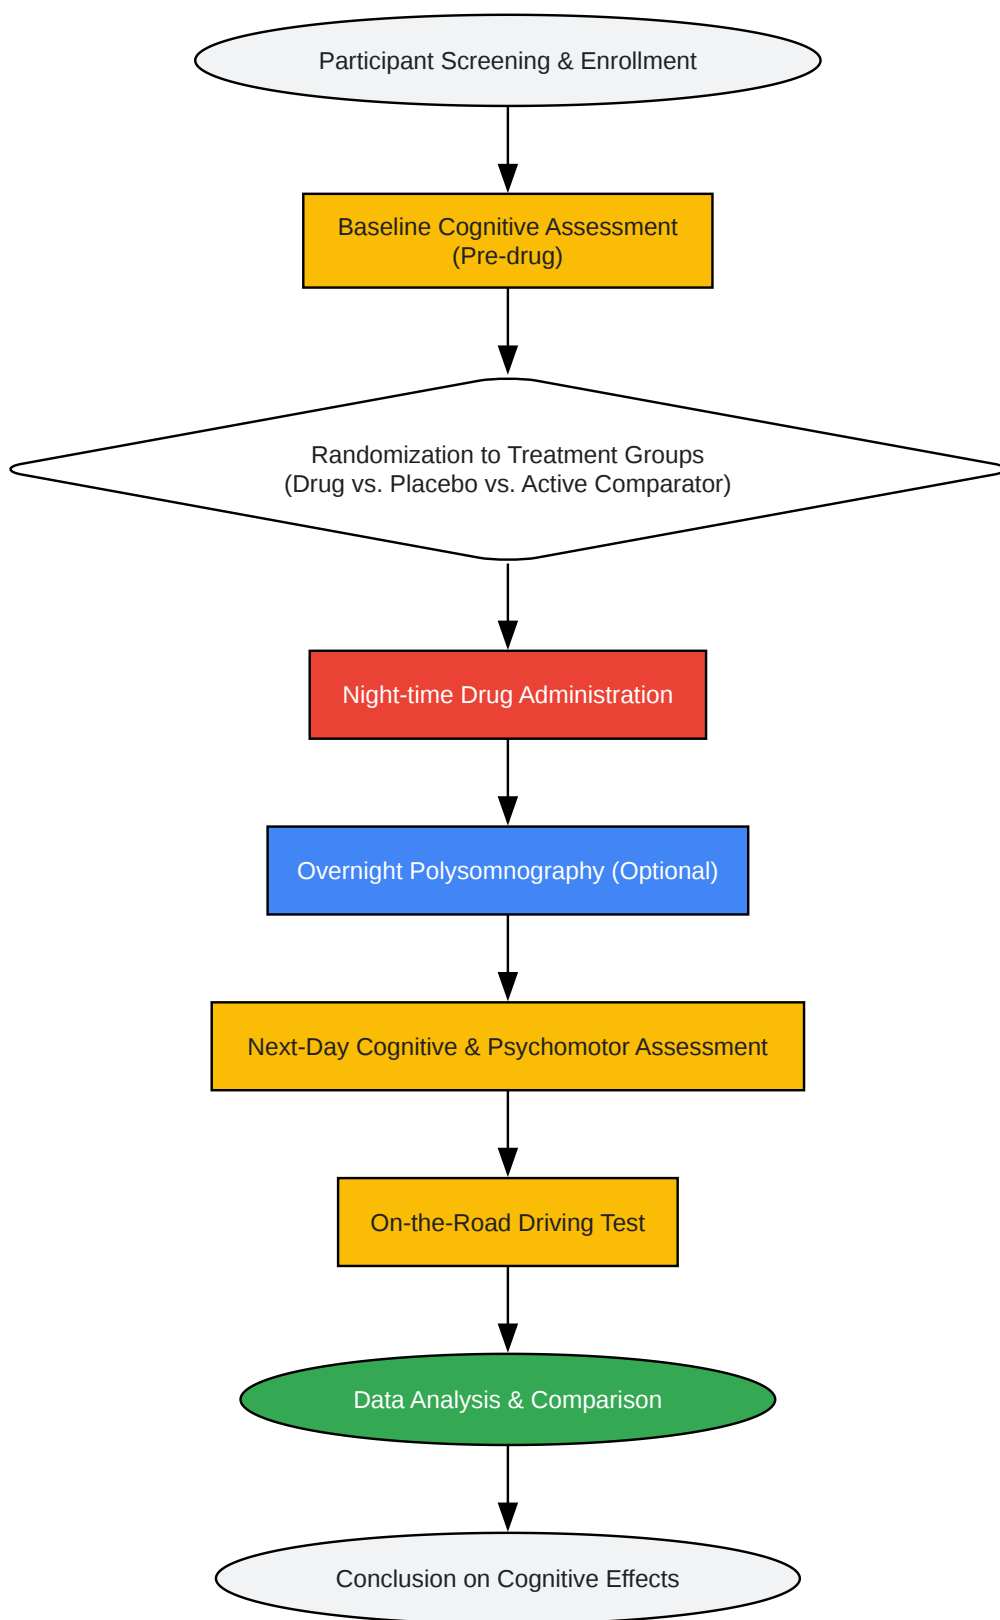 Participant Screening & Enrollment
Baseline Cognitive Assessment
(Pre-drug)
Randomization to Treatment Groups
(Drug vs. Placebo vs. Active Comparator)
Night-time Drug Administration
Overnight Polysomnography (Optional)
Next-Day Cognitive & Psychomotor Assessment
On-the-Road Driving Test
Data Analysis & Comparison
Conclusion on Cognitive Effects